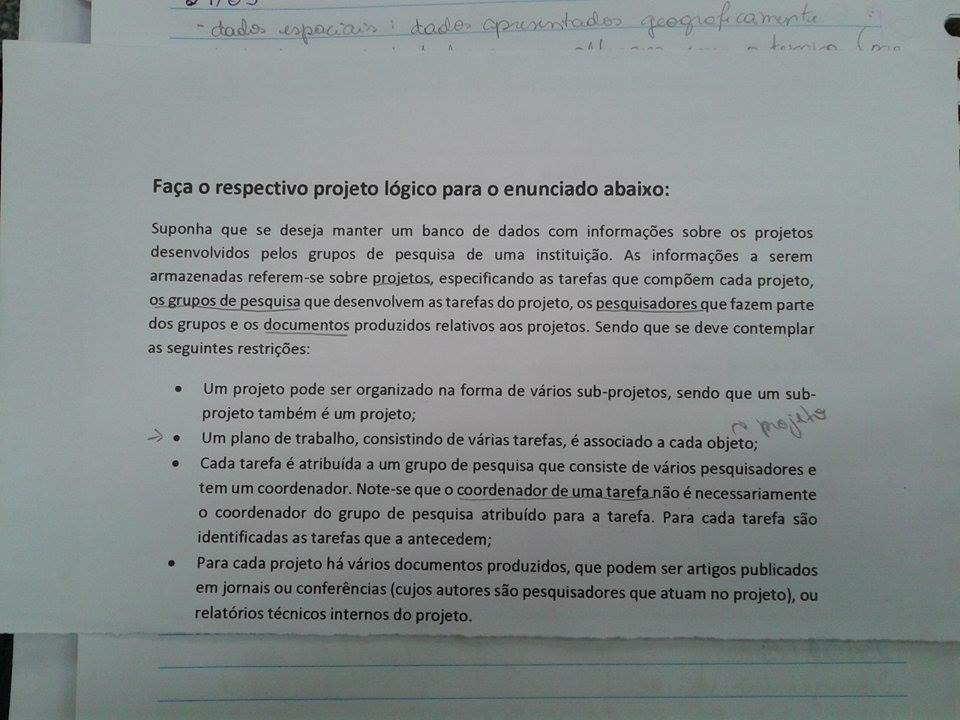 - dados espaciais : dados apresentados geograficamente
Faça o respectivo projeto lógico para o enunciado abaixo:
Suponha que se deseja manter um banco de dados com informações sobre os projetos
desenvolvidos pelos grupos de pesquisa de uma instituição. As informações a serem
armazenadas referem-se sobre projetos, especificando as tarefas que compõem cada projeto,
os grupos de pesquisa que desenvolvem as tarefas do projeto, os pesquisadores que fazem parte
dos grupos e os documentos produzidos relativos aos projetos. Sendo que se deve contemplar
as seguintes restrições:
• Um projeto pode ser organizado na forma de vários sub-projetos, sendo que um sub-
projeto também é um projeto;
projeto
→ • Um plano de trabalho, consistindo de várias tarefas, é associado a cada objeto;
• Cada tarefa é atribuída a um grupo de pesquisa que consiste de vários pesquisadores e
tem um coordenador. Note-se que o coordenador de uma tarefa não é necessariamente
o coordenador do grupo de pesquisa atribuído para a tarefa. Para cada tarefa são
identificadas as tarefas que a antecedem;
• Para cada projeto há vários documentos produzidos, que podem ser artigos publicados
em jornais ou conferências (cujos autores são pesquisadores que atuam no projeto), ou
relatórios técnicos internos do projeto.